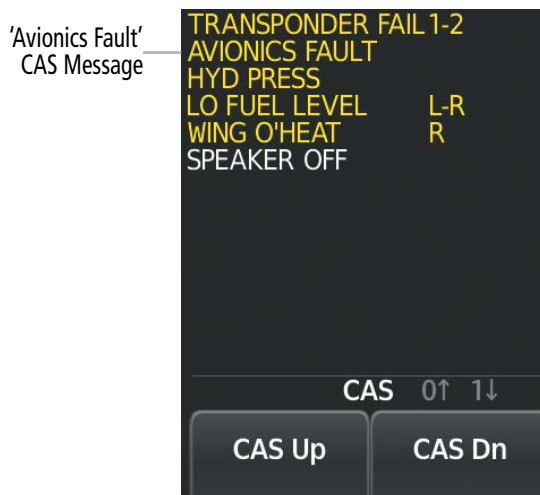 'Avionics Fault'
CAS Message
TRANSPONDER FAIL 1-2
AVIONICS FAULT
HYD PRESS
LO FUEL LEVEL L-R
WING O'HEAT R
SPEAKER OFF
CAS 0↑ 1↓
CAS Up CAS Dn